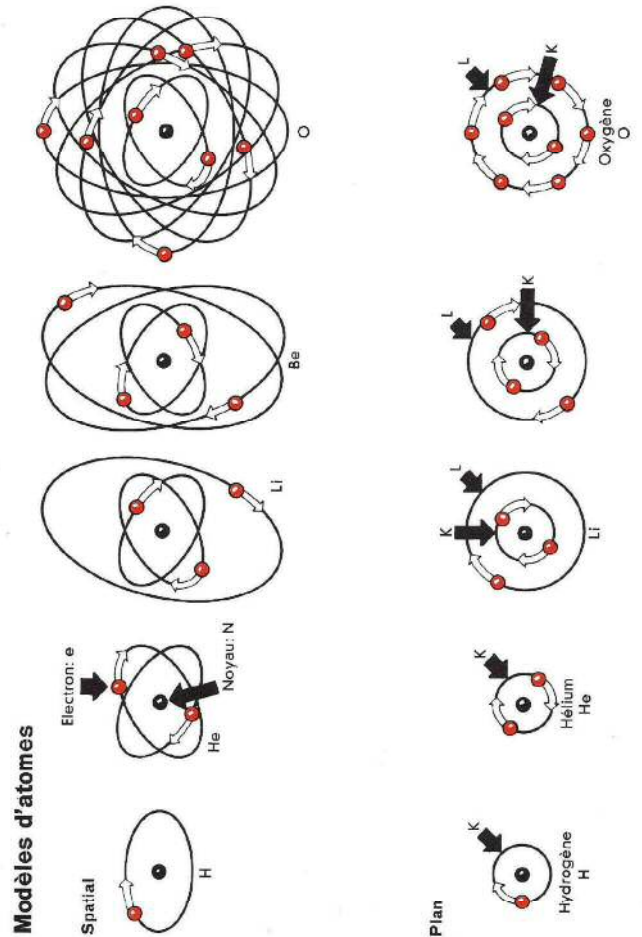 Modèles d'atomes
Spatial
H
Electron: e
Noyau: N
He
Li
Be
O
Plan
K
Hydrogène
H
K
Hélium
He
K
L
Li
L
K
L
K
Oxygène
O